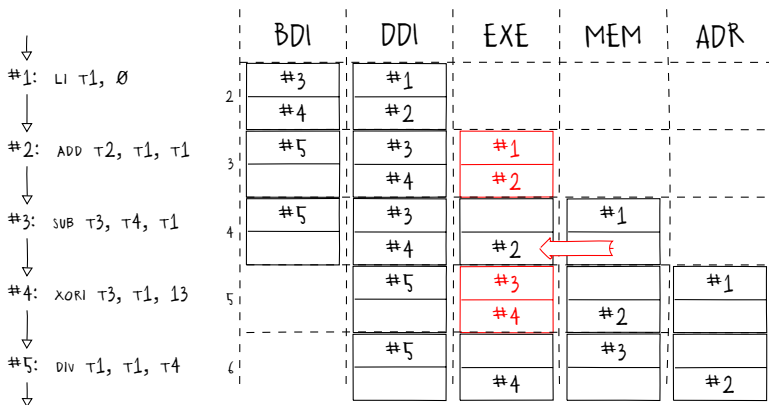 BDI DDI EXE MEM ADR
#1: LI T1, Ø
2 #3 #1
#4 #2
#2: ADD T2, T1, T1
3 #5 #3 #1
#4 #2
#3: SUB T3, T4, T1
4 #5 #3 #1
#4 #2
#4: XORI T3, T1, 13
5 #5 #3 #1
#4 #2
#5: DIV T1, T1, T4
6 #5 #3
#4 #2